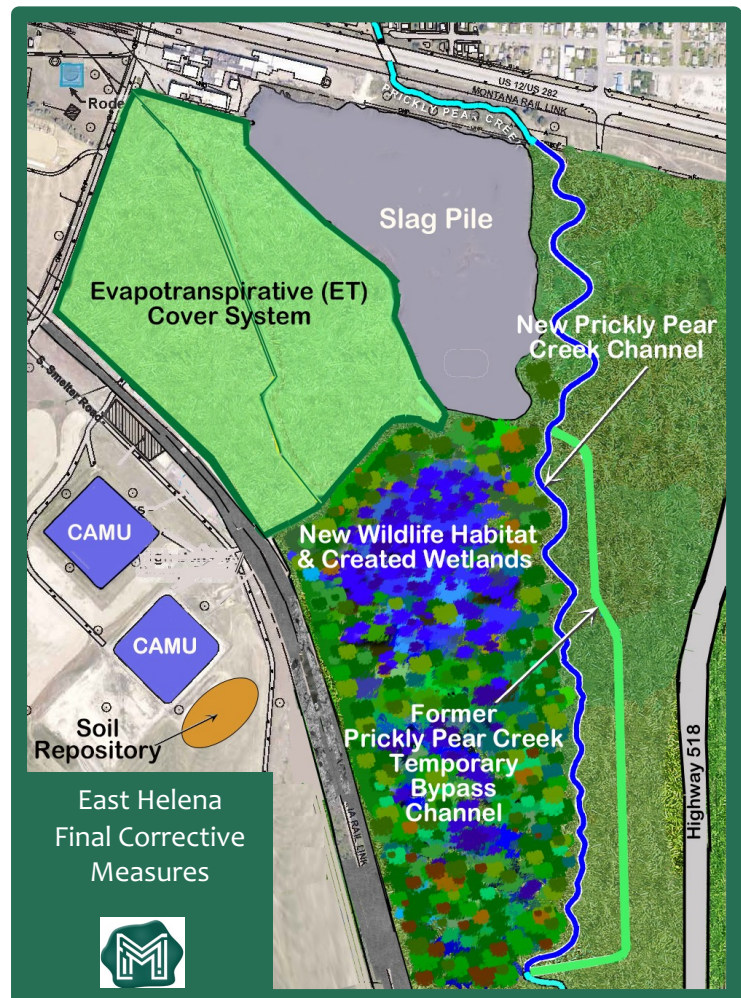 Rode
US 12/US 282
MONTANA RAIL LINK
PRICKLY PEAR CREEK
Slag Pile
Evapotranspirative (ET)
Cover System
New Prickly Pear
Creek Channel
S. Smelter Road
CAMU
New Wildlife Habitat
& Created Wetlands
CAMU
Soil
Repository
Former
Prickly Pear Creek
Temporary
Bypass
Channel
Highway 518
RAIL LINK
East Helena
Final Corrective
Measures
M